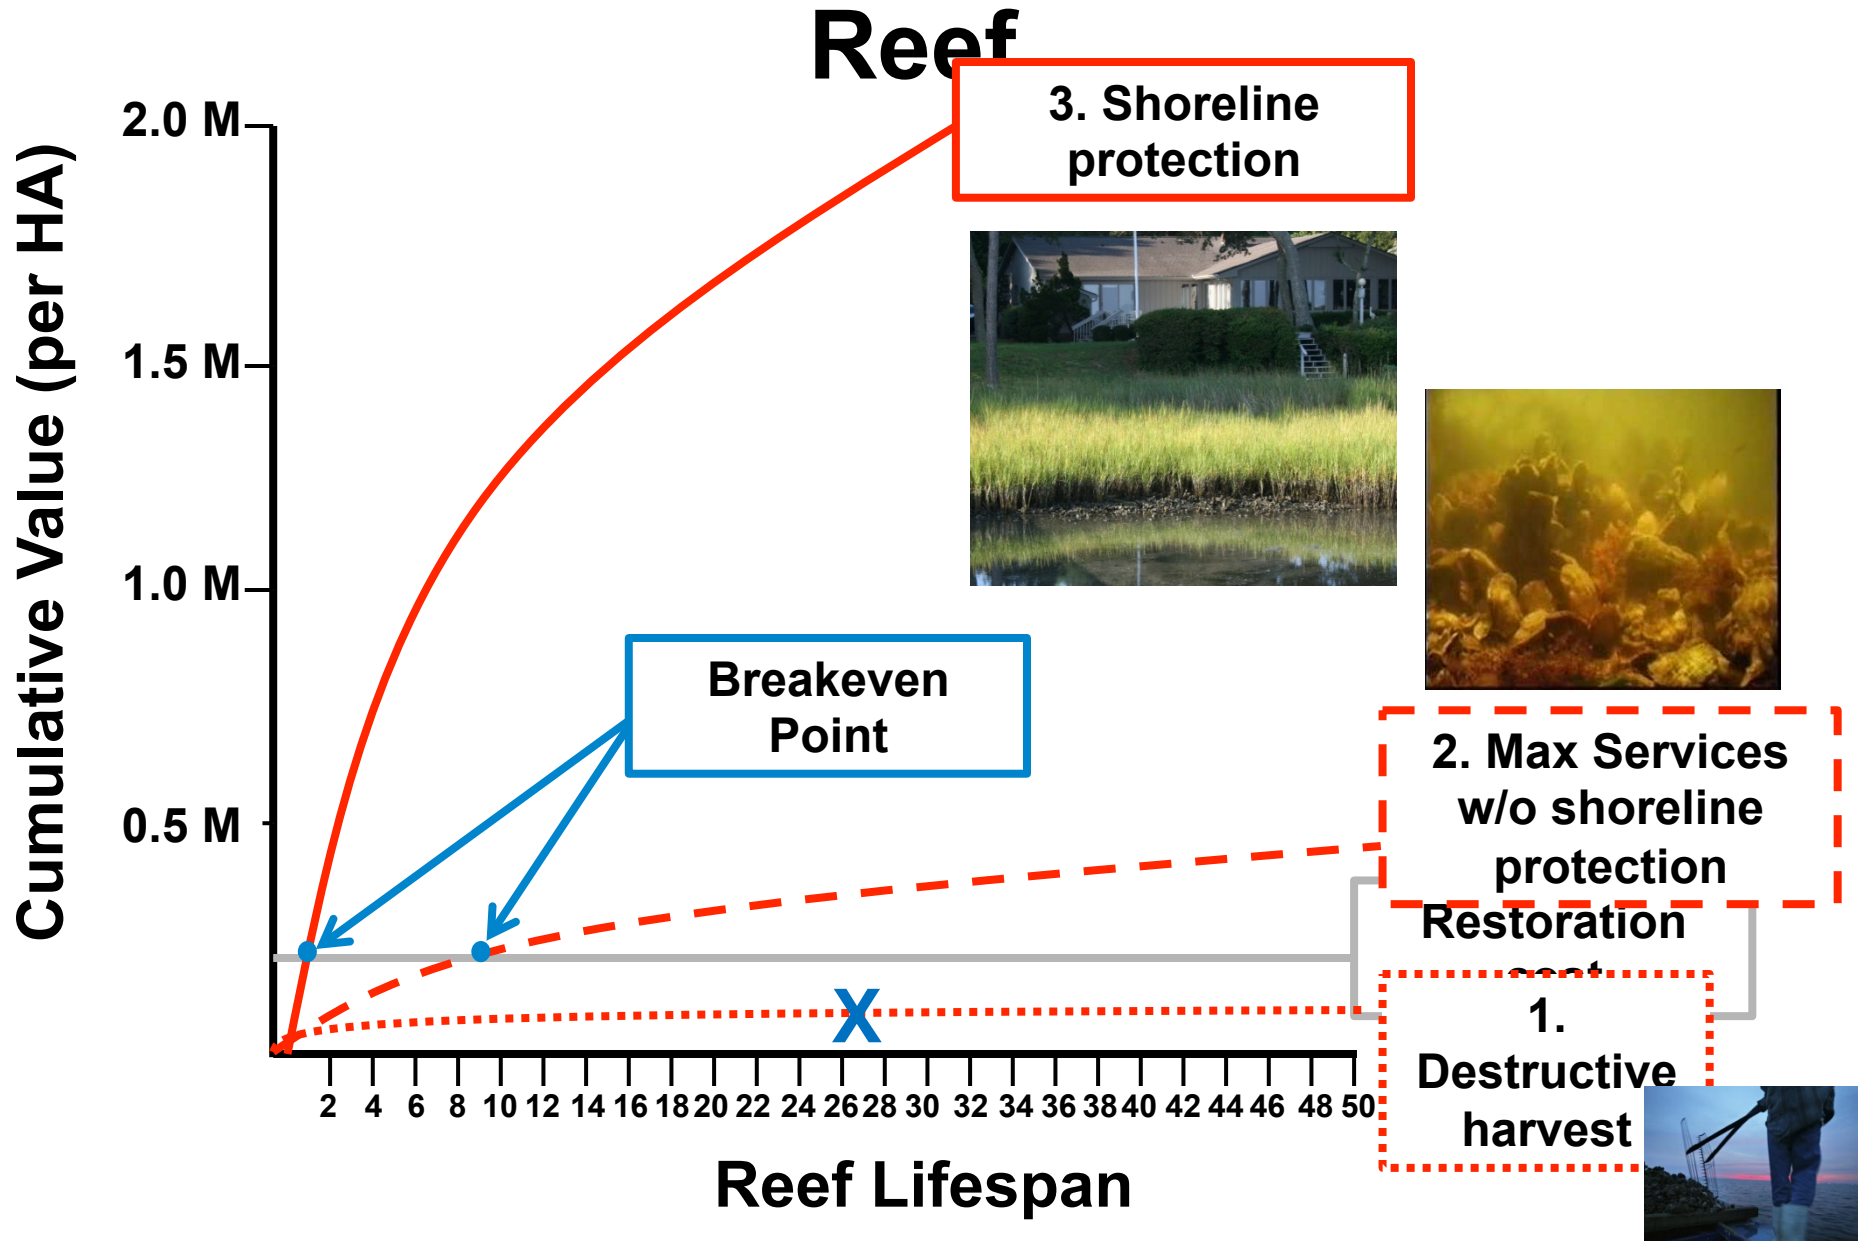 Reef
3. Shoreline
protection
2.0 M
1.5 M
1.0 M
0.5 M
Cumulative Value (per HA)
Breakeven
Point
2. Max Services
w/o shoreline
protection
Restoration
X
1.
Destructive
harvest
2 4 6 8 10 12 14 16 18 20 22 24 26 28 30 32 34 36 38 40 42 44 46 48 50
Reef Lifespan